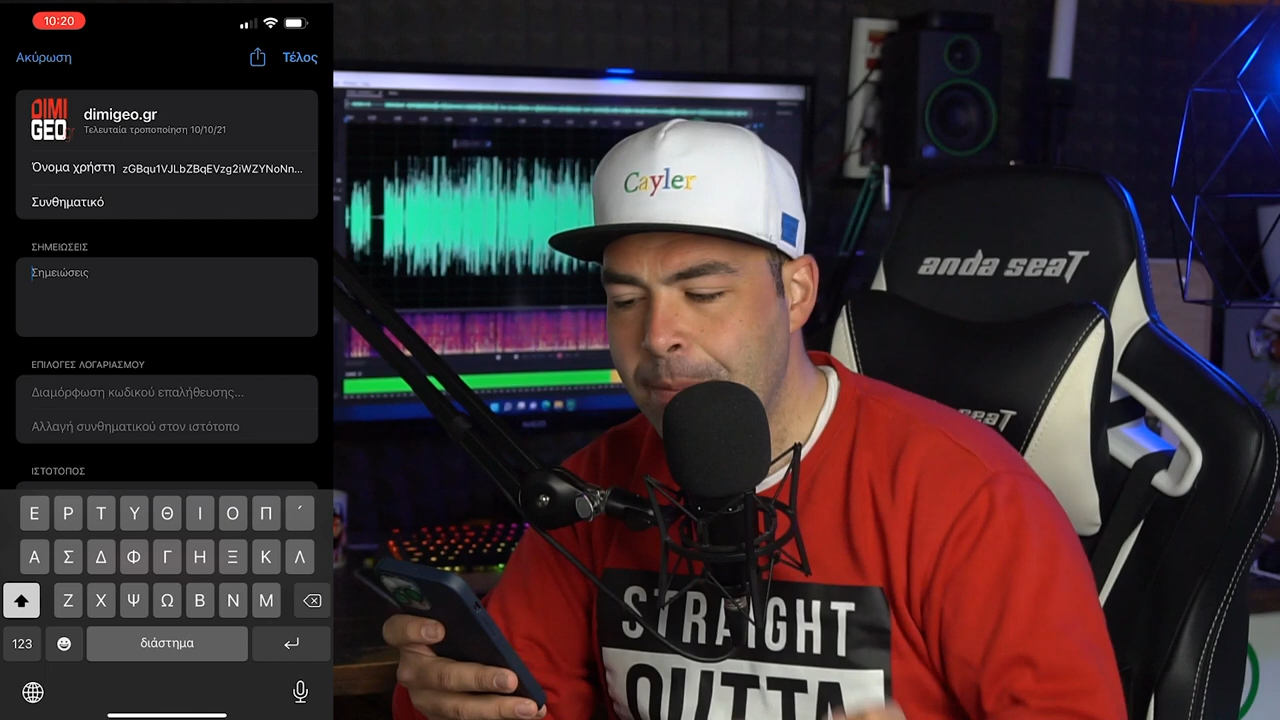 10:20
Ακύρωση
Τέλος
DIMI
GEO
dimigeo.gr
Τελευταία τροποποίηση 10/10/21
Όνομα χρήστη zGBqu1VJLbZBqEVzg2iWZYNoNn...
Συνθηματικό
ΣΗΜΕΙΩΣΕΙΣ
Σημειώσεις
ΕΠΙΛΟΓΕΣ ΛΟΓΑΡΙΑΣΜΟΥ
Διαμόρφωση κωδικού επαλήθευσης...
Αλλαγή συνθηματικού στον ιστότοπο
ΙΣΤΟΤΟΠΟΣ
Ε Ρ Τ Υ Θ Ι Ο Π ´
Α Σ Δ Φ Γ Η Ξ Κ Λ
Ζ Χ Ψ Ω Β Ν Μ
123 διάστημα
Cayler
anda seaT
seaT
STRAIGHT
OUTTA